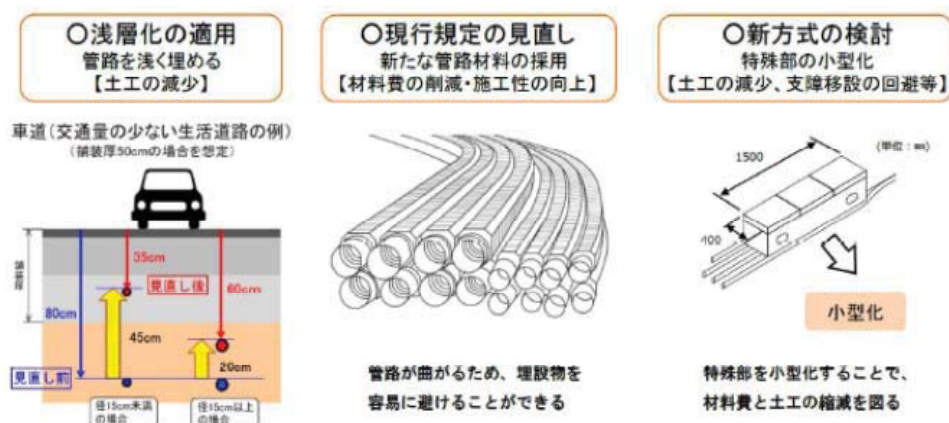 〇浅層化の適用
管路を浅く埋める
【土工の減少】
車道(交通量の少ない生活道路の例)
(舗装厚50cmの場合を想定)
舗装厚
80cm
35cm
見直し後
60cm
45cm
20cm
見直し前
径15cm未満
の場合
径15cm以上
の場合
〇現行規定の見直し
新たな管路材料の採用
【材料費の削減・施工性の向上】
管路が曲がるため、埋設物を
容易に避けることができる
〇新方式の検討
特殊部の小型化
【土工の減少、支障移設の回避等】
(単位:mm)
1500
400
小型化
特殊部を小型化することで、
材料費と土工の縮減を図る